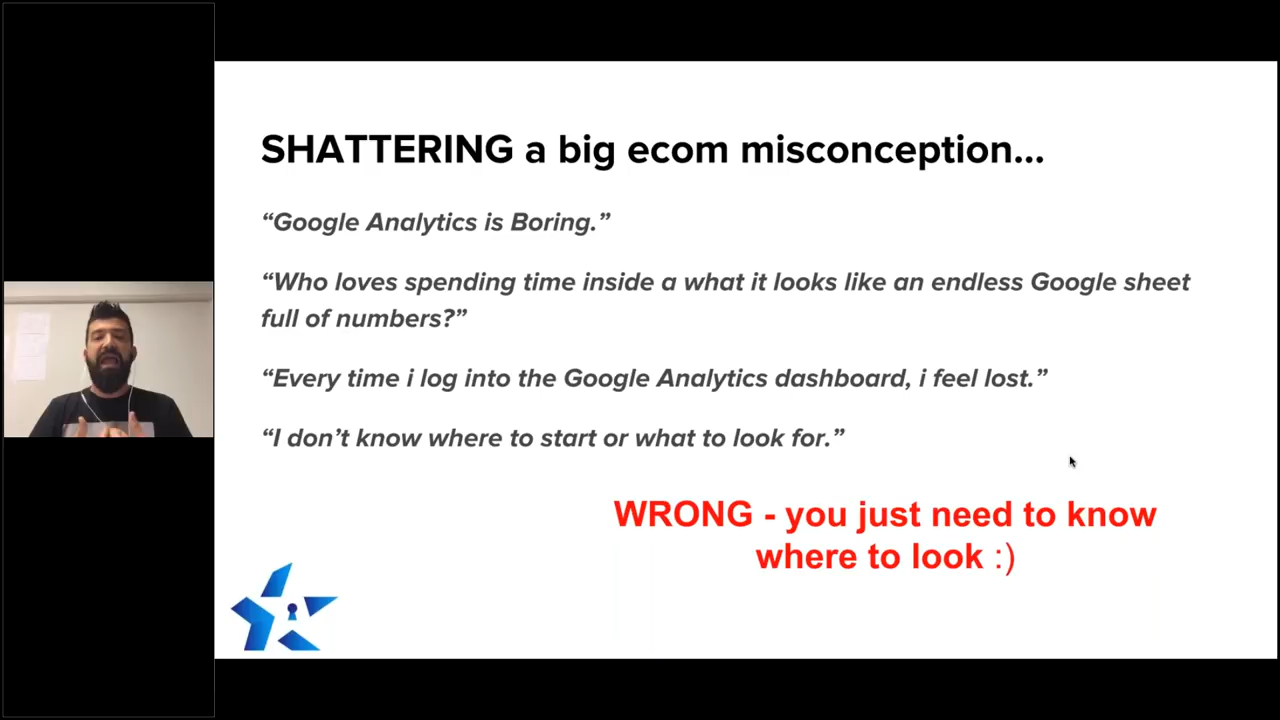 SHATTERING a big ecom misconception...
“Google Analytics is Boring.”
“Who loves spending time inside a what it looks like an endless Google sheet
full of numbers?”
“Every time i log into the Google Analytics dashboard, i feel lost.”
“I don’t know where to start or what to look for.”
WRONG - you just need to know
where to look :)